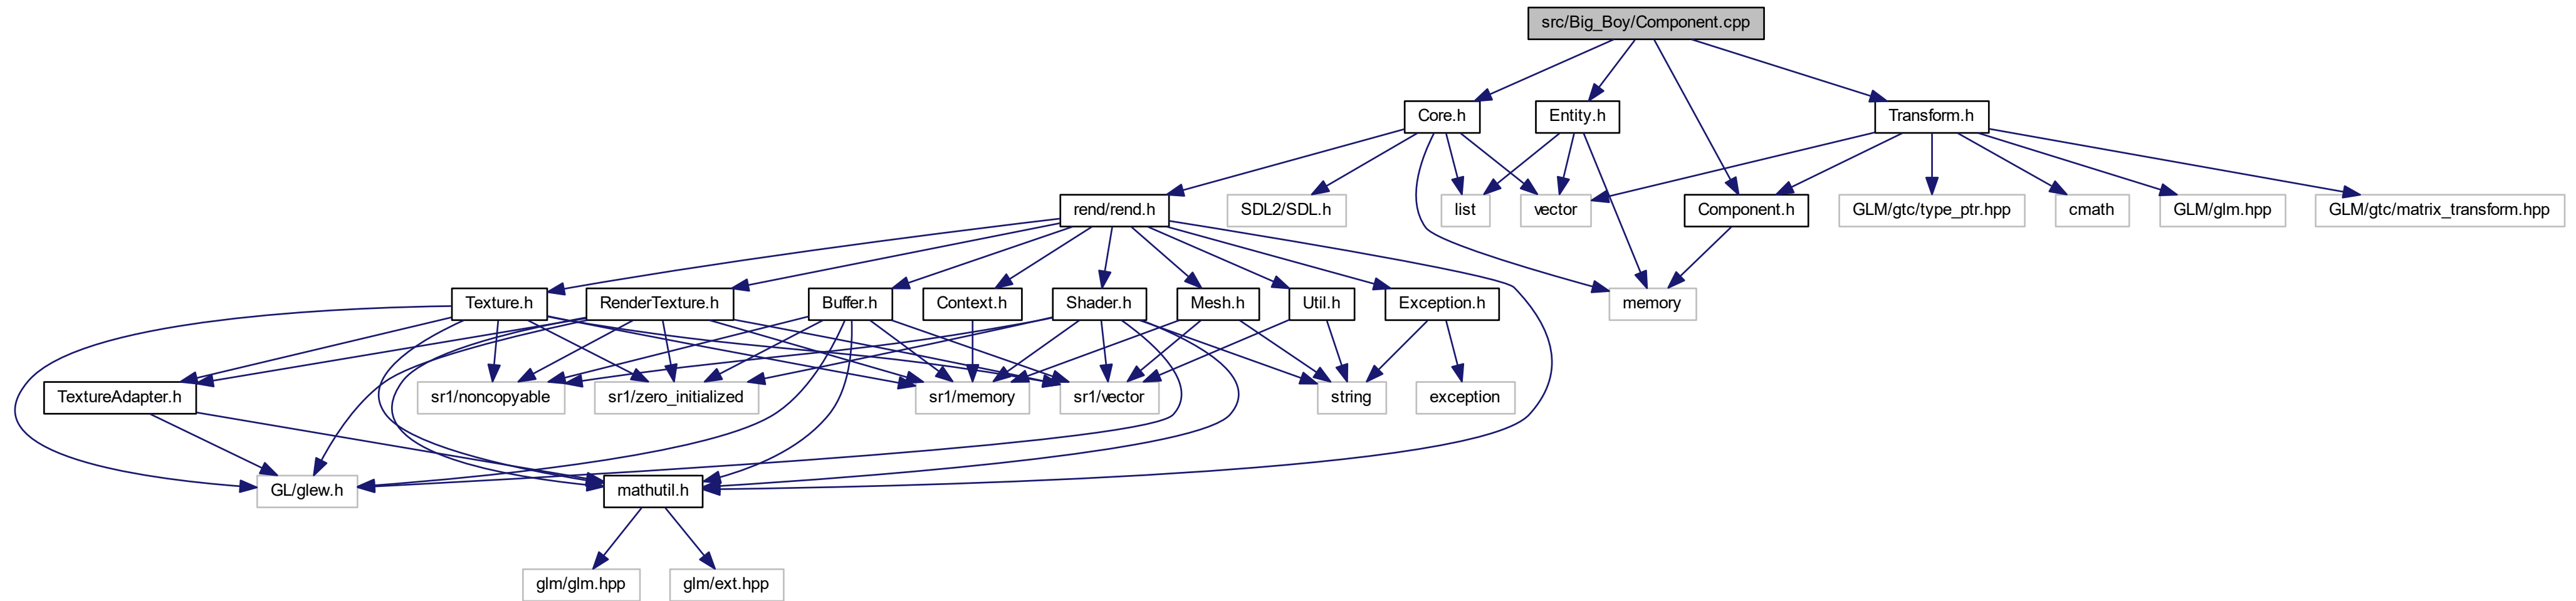 src/Big_Boy/Component.cpp
Core.h
Entity.h
Transform.h
rend/rend.h
SDL2/SDL.h
list
vector
Component.h
GLM/gtc/type_ptr.hpp
cmath
GLM/glm.hpp
GLM/gtc/matrix_transform.hpp
Texture.h
RenderTexture.h
Buffer.h
Context.h
Shader.h
Mesh.h
Util.h
Exception.h
memory
TextureAdapter.h
sr1/noncopyable
sr1/zero_initialized
sr1/memory
sr1/vector
string
exception
GL/glew.h
mathutil.h
glm/glm.hpp
glm/ext.hpp